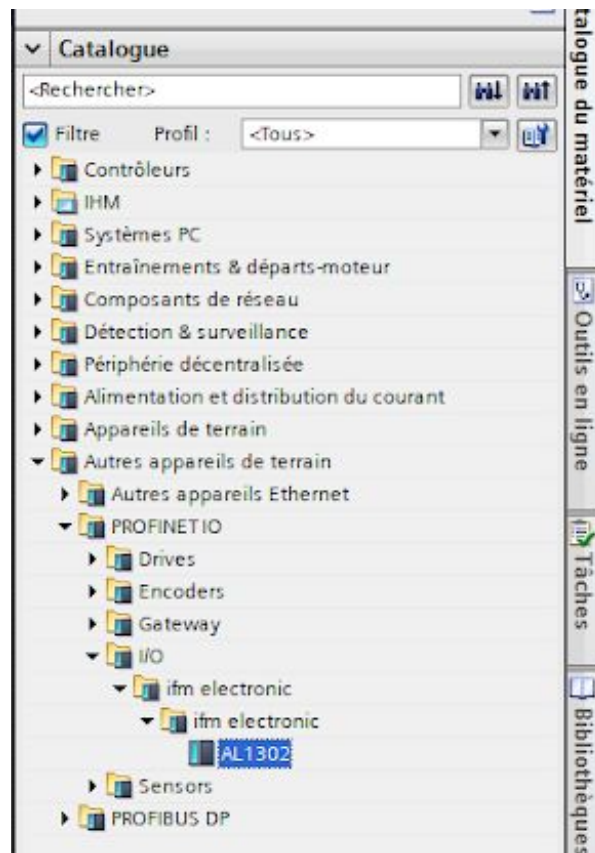 Catalogue
<Rechercher>
Filtre Profil : <Tous>
Contrôleurs
IHM
Systèmes PC
Entraînements & départs-moteur
Composants de réseau
Détection & surveillance
Périphérie décentralisée
Alimentation et distribution du courant
Appareils de terrain
Autres appareils de terrain
Autres appareils Ethernet
PROFINET IO
Drives
Encoders
Gateway
I/O
ifm electronic
ifm electronic
AL1302
Sensors
PROFIBUS DP
talogue du matériel
Outils en ligne
Tâches
Bibliothèques